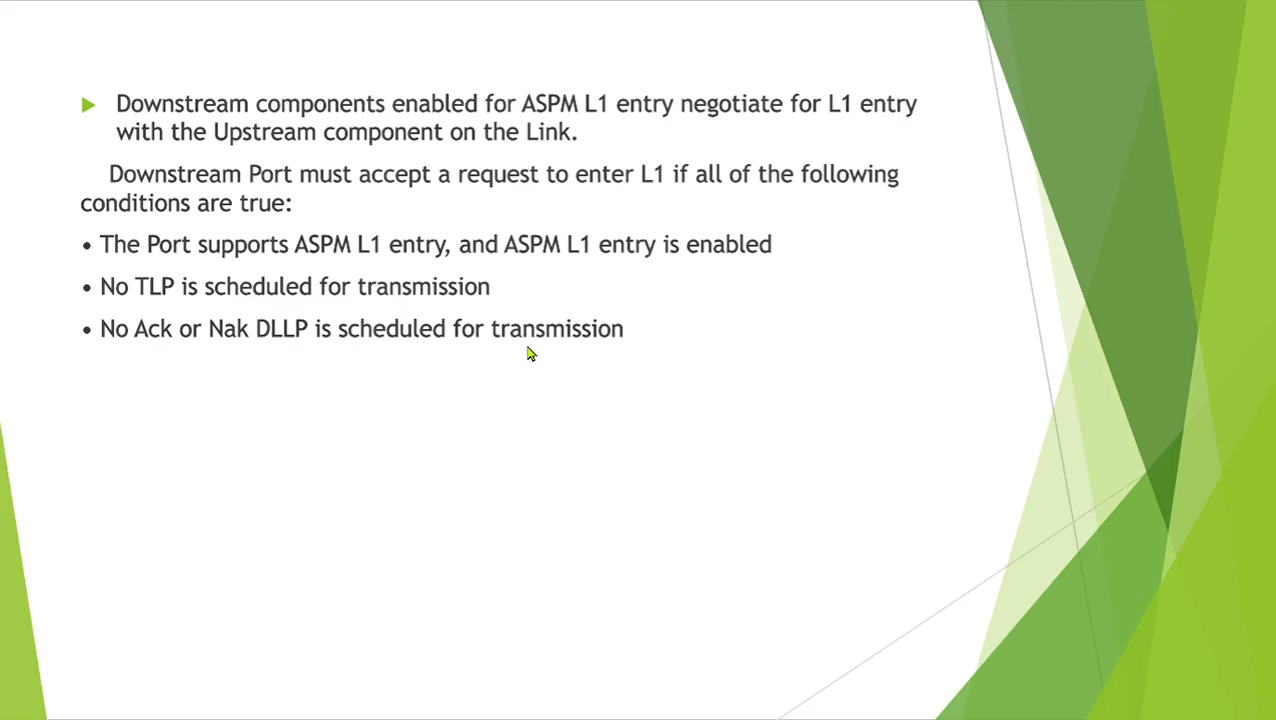 Downstream components enabled for ASPM L1 entry negotiate for L1 entry
with the Upstream component on the Link.
Downstream Port must accept a request to enter L1 if all of the following
conditions are true:
• The Port supports ASPM L1 entry, and ASPM L1 entry is enabled
• No TLP is scheduled for transmission
• No Ack or Nak DLLP is scheduled for transmission